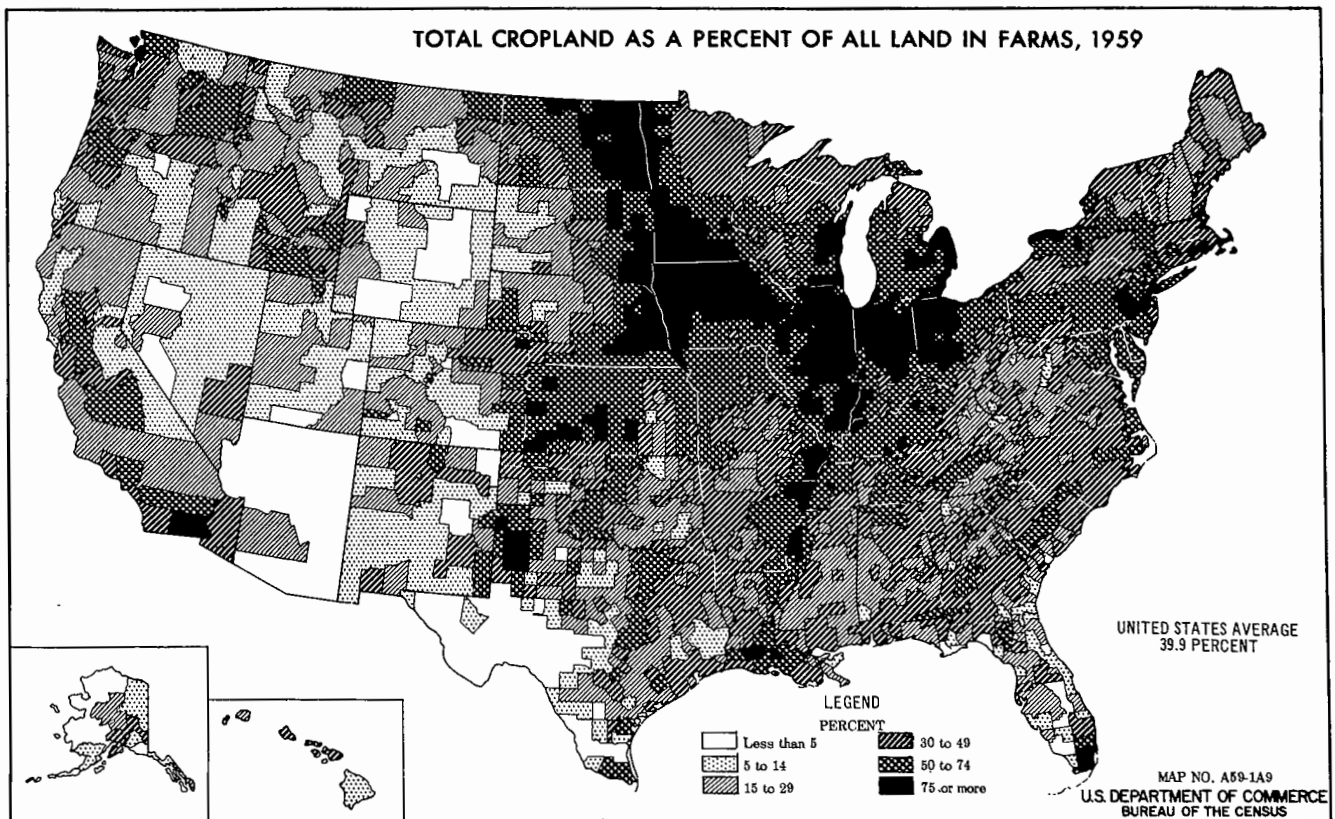 TOTAL CROPLAND AS A PERCENT OF ALL LAND IN FARMS, 1959
UNITED STATES AVERAGE
39.9 PERCENT
LEGEND
PERCENT
Less than 5
5 to 14
15 to 29
30 to 49
50 to 74
75 or more
MAP NO. A59-1A9
U.S. DEPARTMENT OF COMMERCE
BUREAU OF THE CENSUS